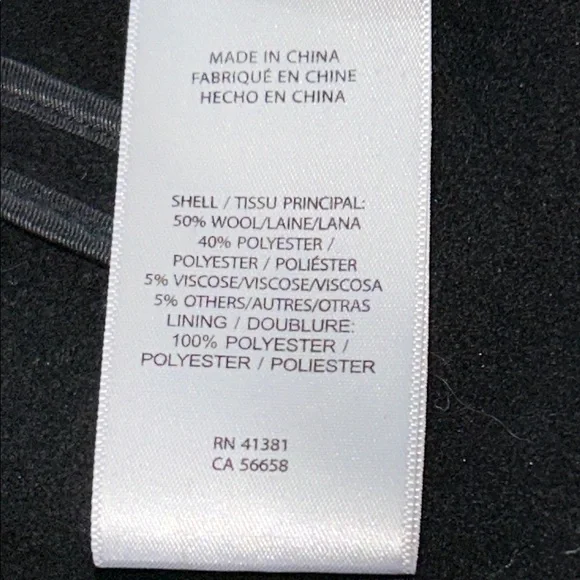 MADE IN CHINA
FABRIQUÉ EN CHINE
HECHO EN CHINA
SHELL / TISSU PRINCIPAL:
50% WOOL/LAINE/LANA
40% POLYESTER /
POLYESTER / POLIÉSTER
5% VISCOSE/VISCOSE/VISCOSA
5% OTHERS/AUTRES/OTRAS
LINING / DOUBLURE:
100% POLYESTER /
POLYESTER / POLIESTER
RN 41381
CA 56658